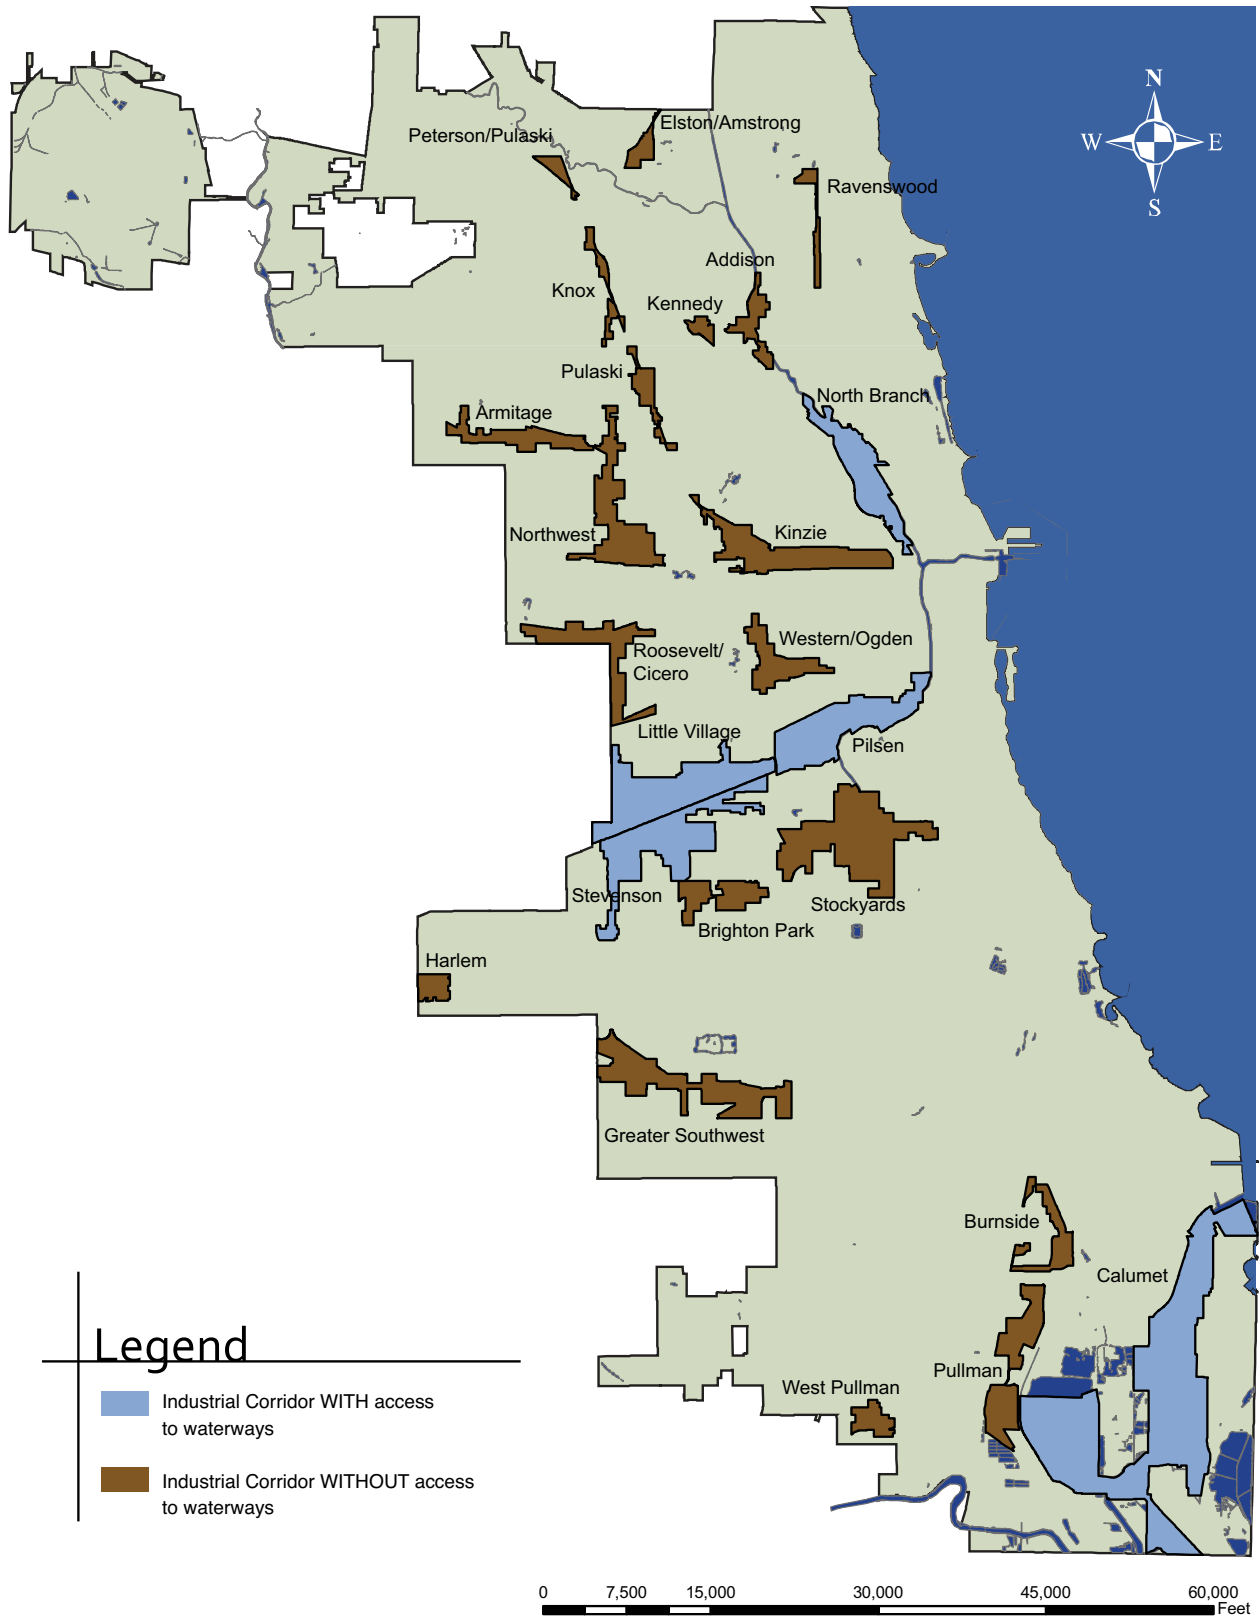 N
W E
S
Elston/Amstrong
Peterson/Pulaski
Ravenswood
Addison
Knox
Kennedy
Pulaski
North Branch
Armitage
Northwest
Kinzie
Western/Ogden
Roosevelt/
Cicero
Little Village
Pilsen
Stevenson
Stockyards
Brighton Park
Harlem
Greater Southwest
Burnside
Calumet
Pullman
West Pullman
Legend
Industrial Corridor WITH access
to waterways
Industrial Corridor WITHOUT access
to waterways
0 7,500 15,000 30,000 45,000 60,000
Feet